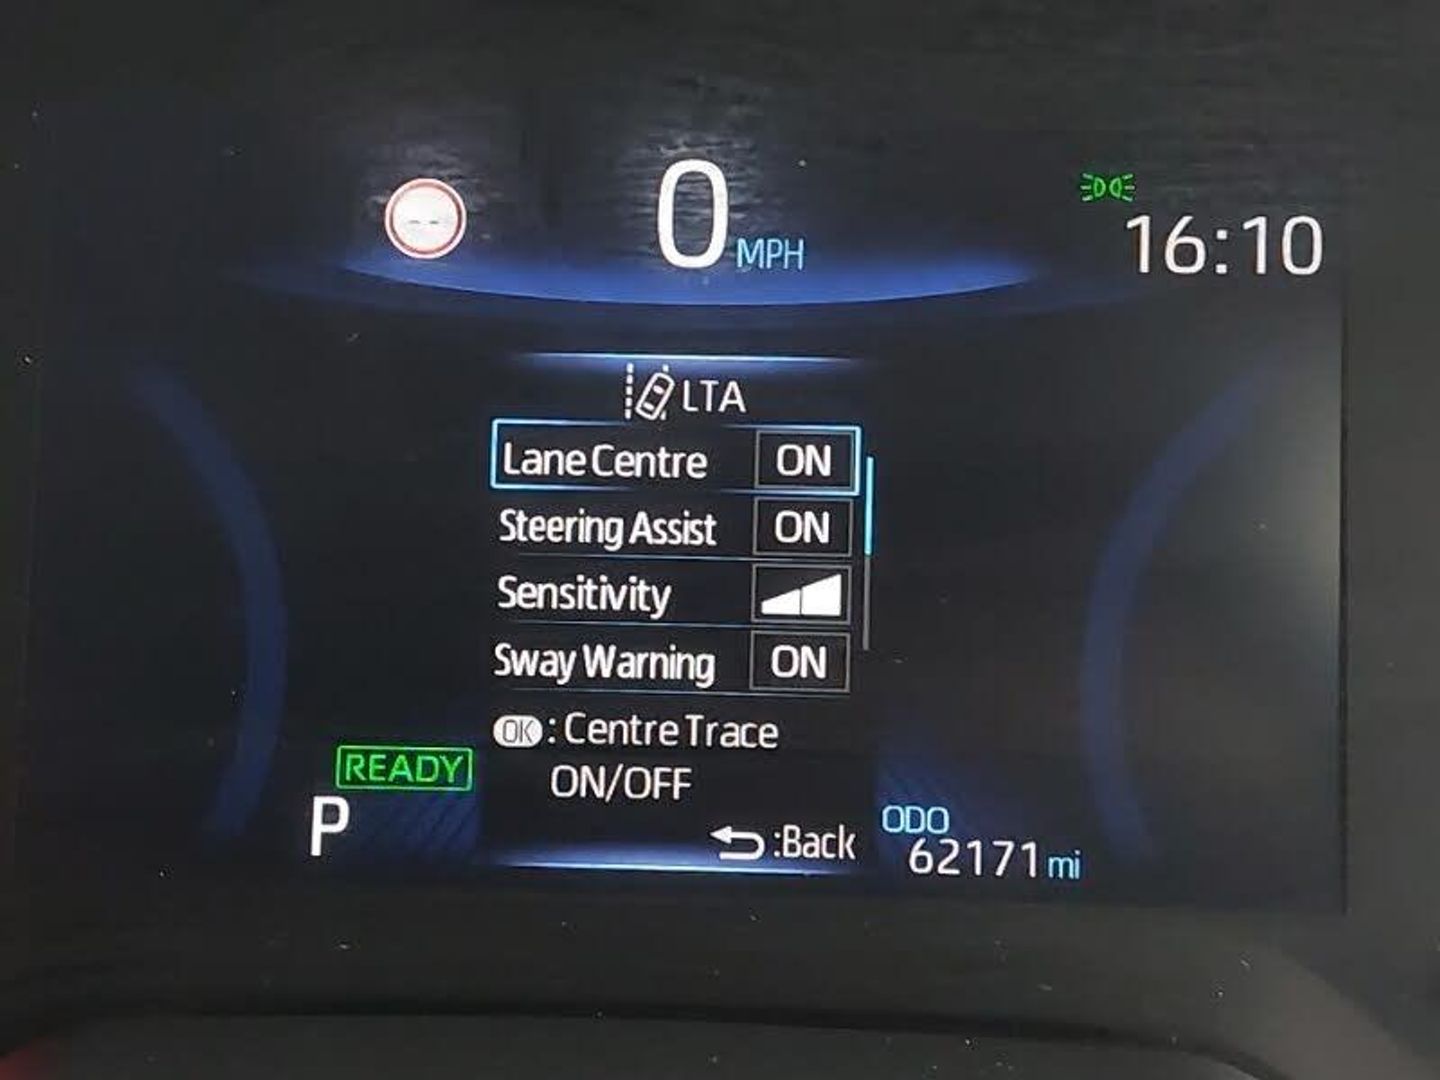 0 MPH
16:10
LTA
Lane Centre ON
Steering Assist ON
Sensitivity
Sway Warning ON
OK : Centre Trace
ON/OFF
READY
P
:Back
ODO
62171 mi